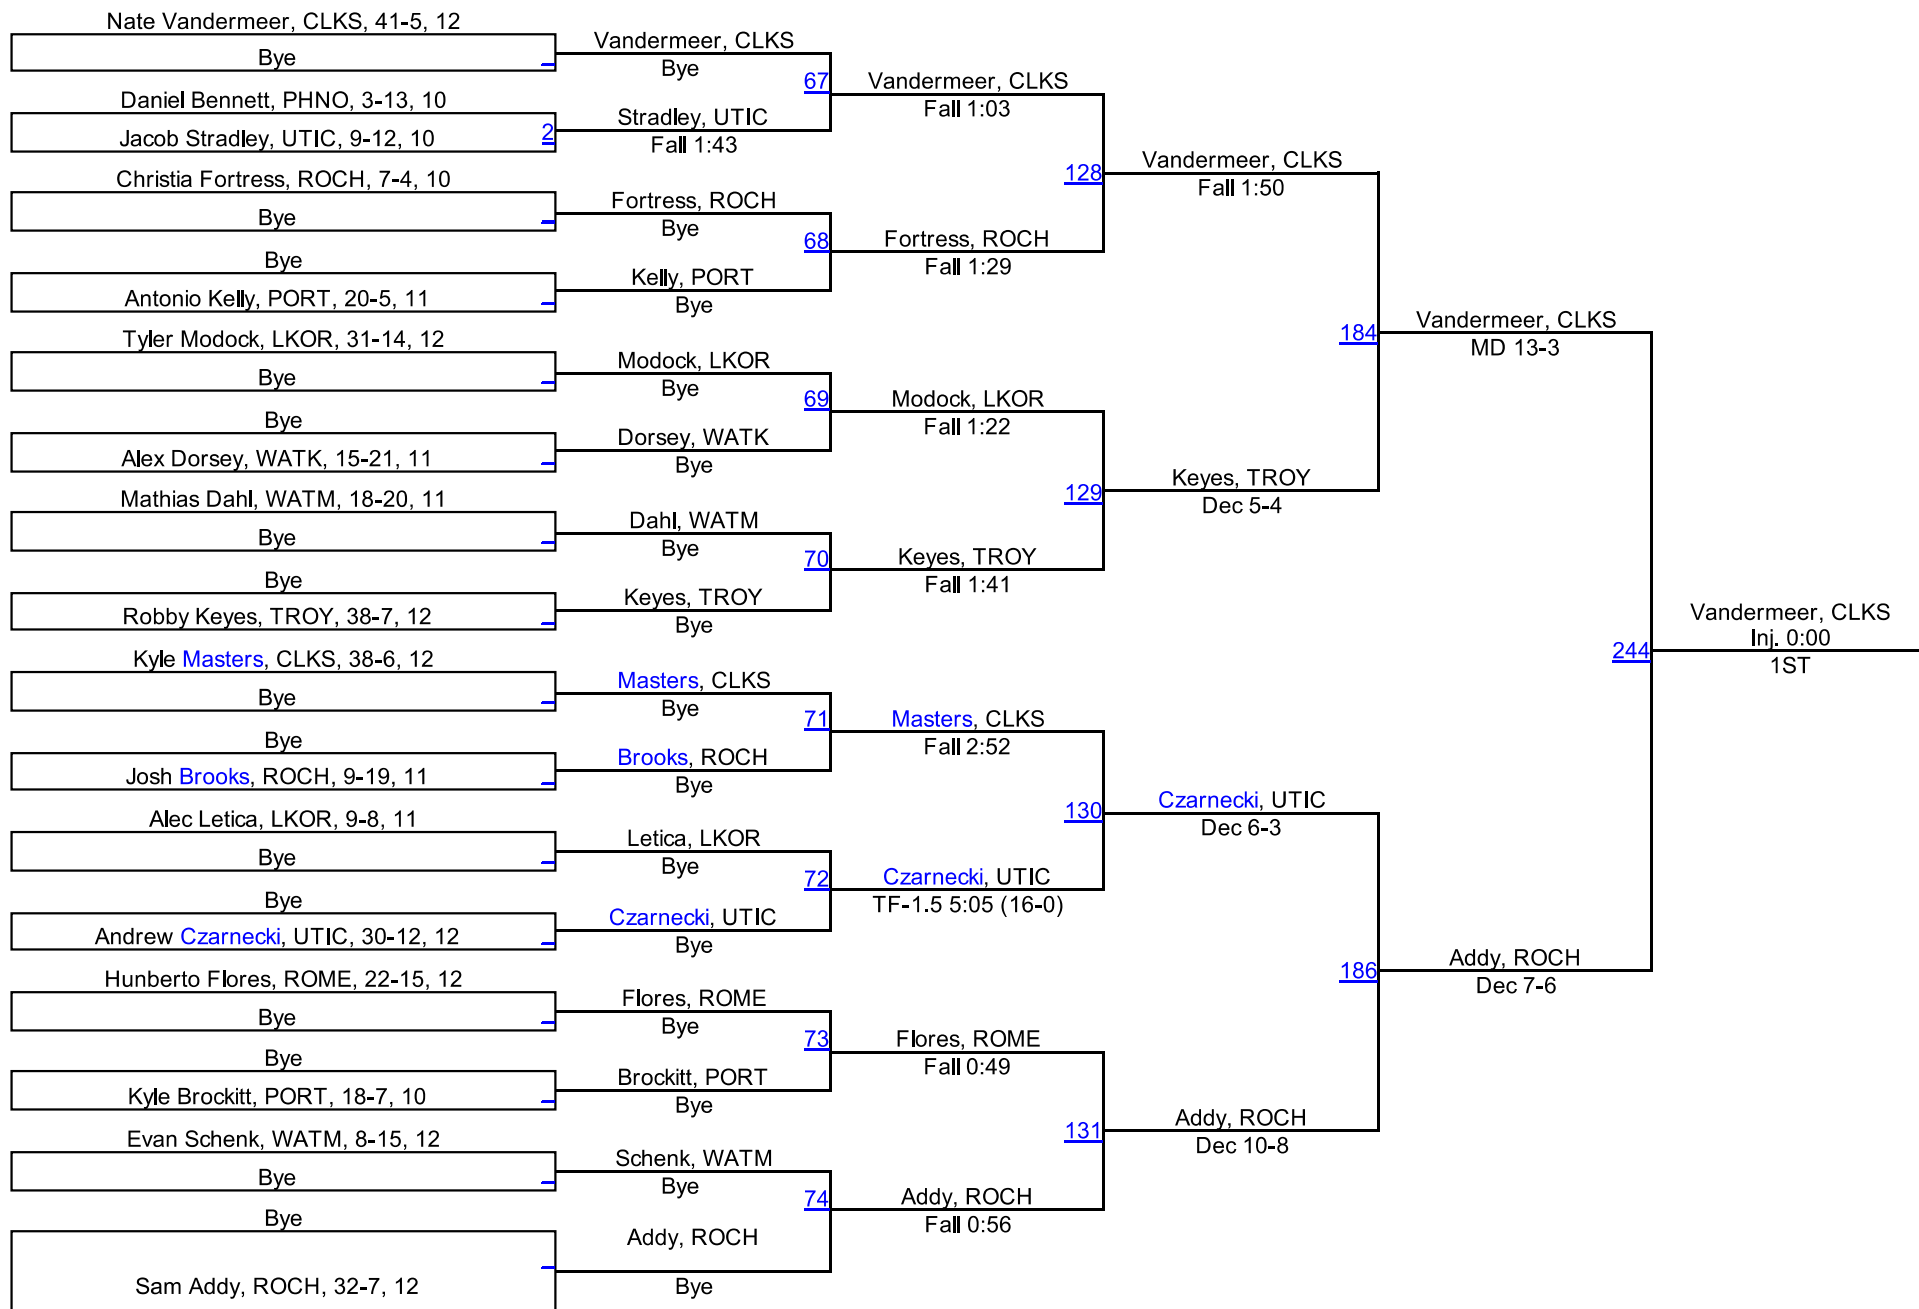 Nate Vandermeer, CLKS, 41-5, 12
Bye
Daniel Bennett, PHNO, 3-13, 10
Jacob Stradley, UTIC, 9-12, 10
2
Christia Fortress, ROCH, 7-4, 10
Bye
Bye
Antonio Kelly, PORT, 20-5, 11
Tyler Modock, LKOR, 31-14, 12
Bye
Bye
Alex Dorsey, WATK, 15-21, 11
Mathias Dahl, WATM, 18-20, 11
Bye
Bye
Robby Keyes, TROY, 38-7, 12
Kyle Masters, CLKS, 38-6, 12
Bye
Bye
Josh Brooks, ROCH, 9-19, 11
Alec Letica, LKOR, 9-8, 11
Bye
Bye
Andrew Czarnecki, UTIC, 30-12, 12
Hunberto Flores, ROME, 22-15, 12
Bye
Bye
Kyle Brockitt, PORT, 18-7, 10
Evan Schenk, WATM, 8-15, 12
Bye
Bye
Sam Addy, ROCH, 32-7, 12
Vandermeer, CLKS
Bye
67
Stradley, UTIC
Fall 1:43
Fortress, ROCH
Bye
68
Kelly, PORT
Bye
Modock, LKOR
Bye
69
Dorsey, WATK
Bye
Dahl, WATM
Bye
70
Keyes, TROY
Bye
Masters, CLKS
Bye
71
Brooks, ROCH
Bye
Letica, LKOR
Bye
72
Czarnecki, UTIC
Bye
Flores, ROME
Bye
73
Brockitt, PORT
Bye
Schenk, WATM
Bye
74
Addy, ROCH
Bye
Vandermeer, CLKS
Fall 1:03
128
Fortress, ROCH
Fall 1:29
Modock, LKOR
Fall 1:22
129
Keyes, TROY
Fall 1:41
Masters, CLKS
Fall 2:52
130
Czarnecki, UTIC
TF-1.5 5:05 (16-0)
Flores, ROME
Fall 0:49
131
Addy, ROCH
Fall 0:56
Vandermeer, CLKS
Fall 1:50
184
Keyes, TROY
Dec 5-4
Czarnecki, UTIC
Dec 6-3
186
Addy, ROCH
Dec 10-8
Vandermeer, CLKS
MD 13-3
244
Addy, ROCH
Dec 7-6
Vandermeer, CLKS
Inj. 0:00
1ST